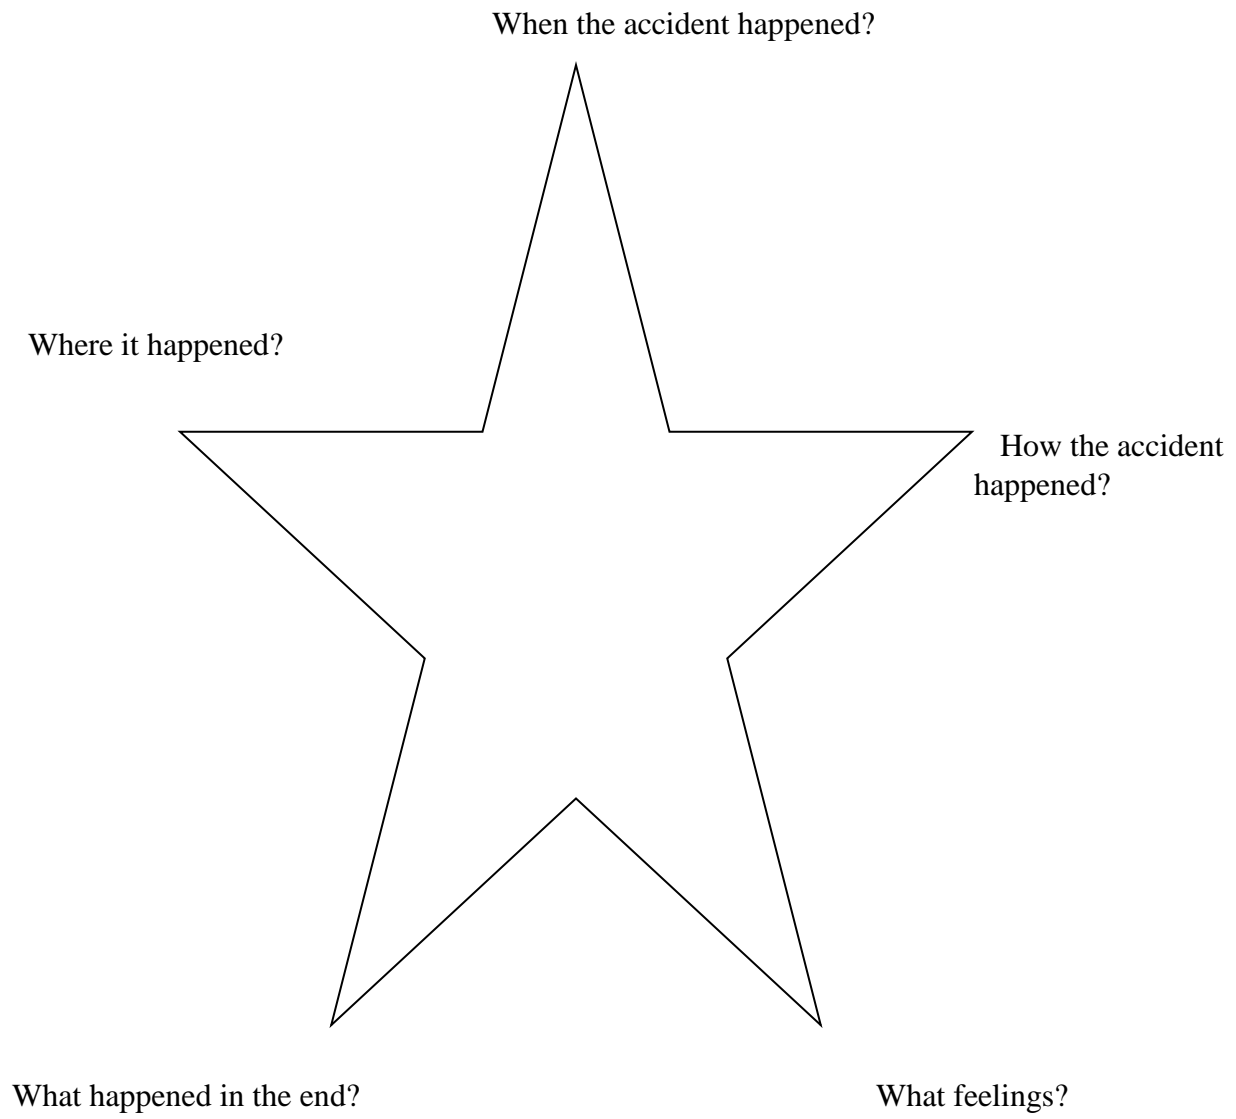 When the accident happened?
Where it happened?
How the accident
happened?
What happened in the end?
What feelings?